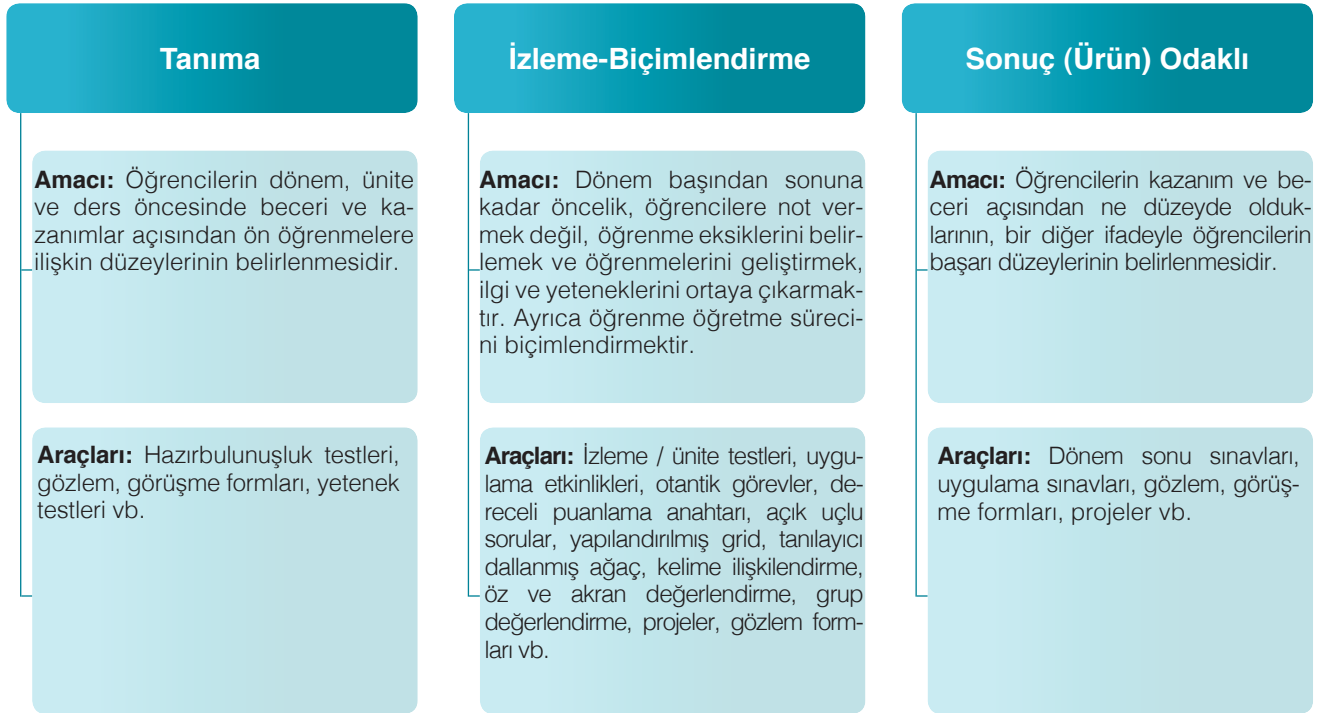 Tanıma
Amacı: Öğrencilerin dönem, ünite
ve ders öncesinde beceri ve ka-
zanımlar açısından ön öğrenmelere
ilişkin düzeylerinin belirlenmesidir.
Araçları: Hazırbulunuşluk testleri,
gözlem, görüşme formları, yetenek
testleri vb.
İzleme-Biçimlendirme
Amacı: Dönem başından sonuna
kadar öncelik, öğrencilere not ver-
mek değil, öğrenme eksiklerini belir-
lemek ve öğrenmelerini geliştirmek,
ilgi ve yeteneklerini ortaya çıkarmak-
tır. Ayrıca öğrenme öğretme süreci-
ni biçimlendirmektir.
Araçları: İzleme / ünite testleri, uygu-
lama etkinlikleri, otantik görevler, de-
receli puanlama anahtarı, açık uçlu
sorular, yapılandırılmış grid, tanılayıcı
dallanmış ağaç, kelime ilişkilendirme,
öz ve akran değerlendirme, grup
değerlendirme, projeler, gözlem form-
ları vb.
Sonuç (Ürün) Odaklı
Amacı: Öğrencilerin kazanım ve be-
ceri açısından ne düzeyde olduk-
larının, bir diğer ifadeyle öğrencilerin
başarı düzeylerinin belirlenmesidir.
Araçları: Dönem sonu sınavları,
uygulama sınavları, gözlem, görüş-
me formları, projeler vb.